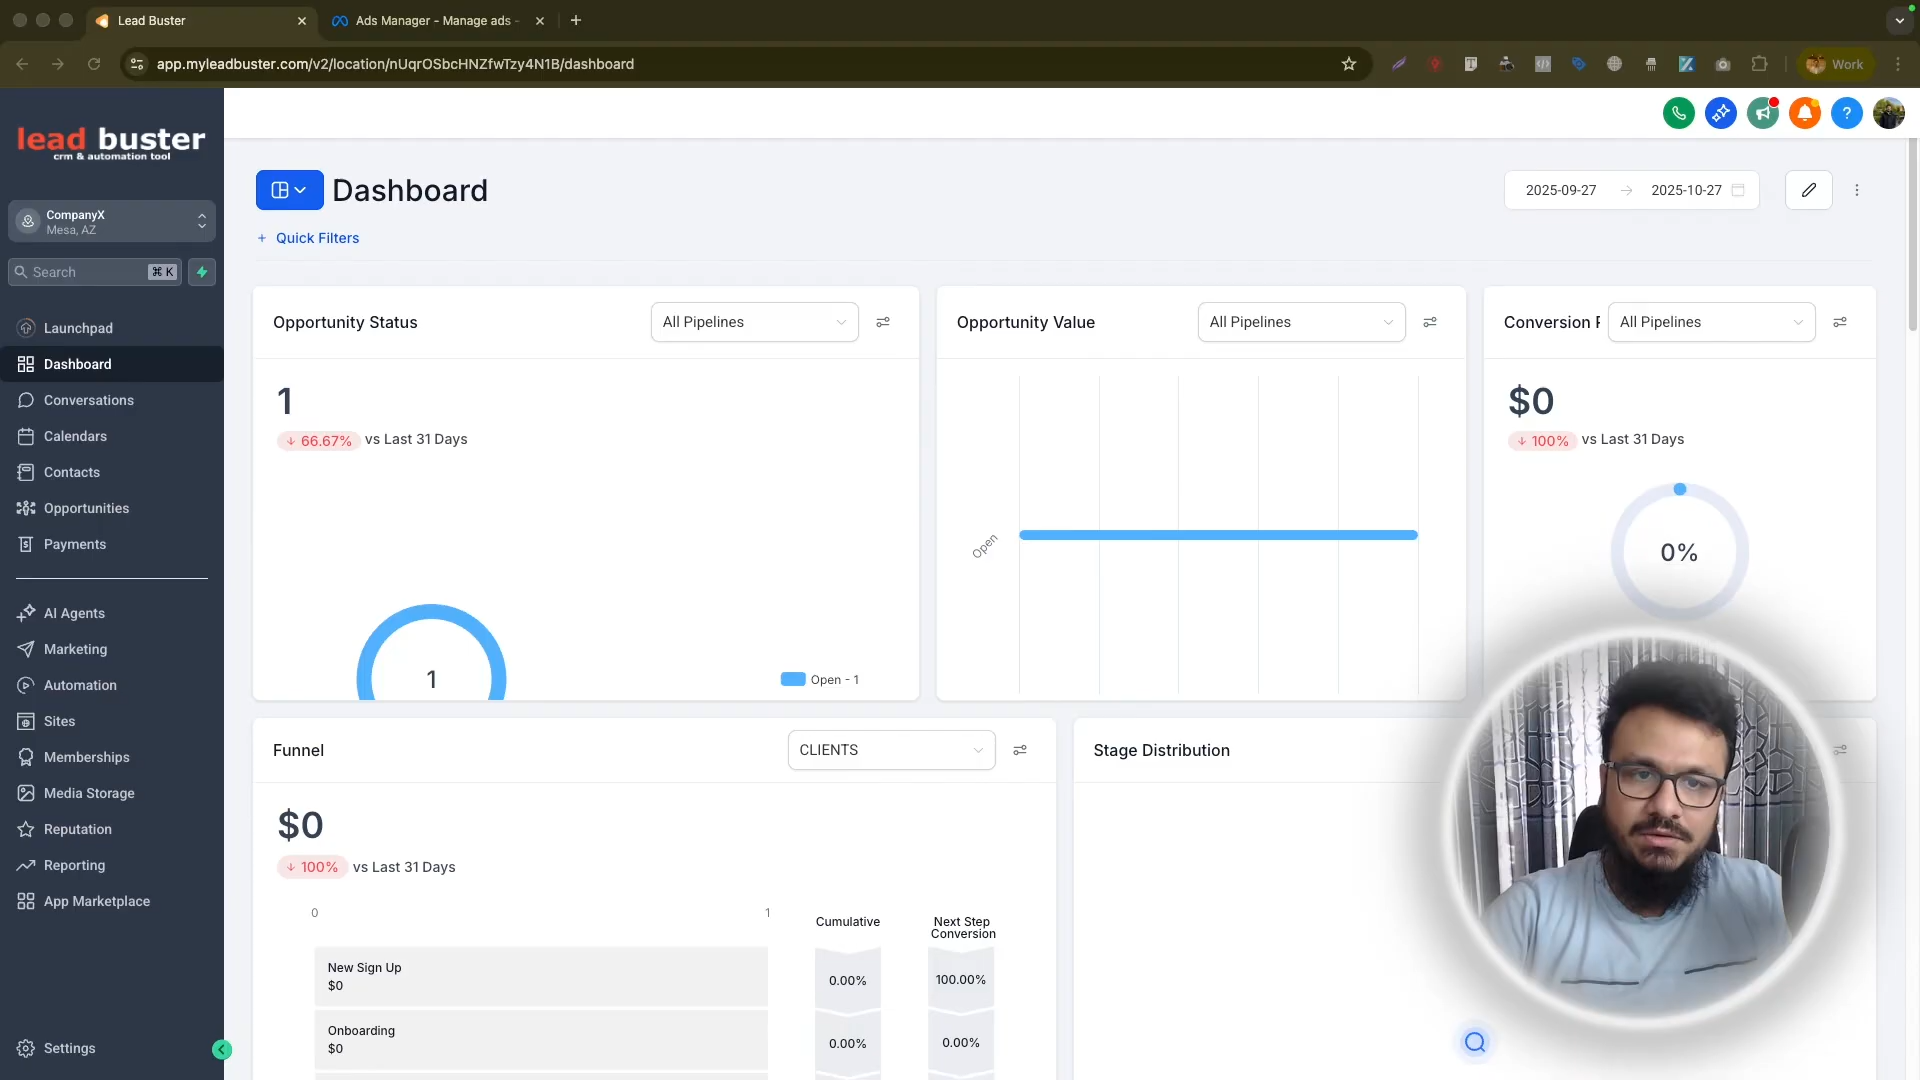 Lead Buster
Ads Manager - Manage ads -
app.myleadbuster.com/v2/location/nUqrOSbcHNZfwTzy4N1B/dashboard
Work
lead buster
crm & automation tool
CompanyX
Mesa, AZ
Search
⌘ K
Launchpad
Dashboard
Conversations
Calendars
Contacts
Opportunities
Payments
AI Agents
Marketing
Automation
Sites
Memberships
Media Storage
Reputation
Reporting
App Marketplace
Settings
Dashboard
2025-09-27 → 2025-10-27
+ Quick Filters
Opportunity Status
All Pipelines
1
↓ 66.67% vs Last 31 Days
1
Open - 1
Opportunity Value
All Pipelines
Open
Conversion R
All Pipelines
$0
↓ 100% vs Last 31 Days
0%
Funnel
CLIENTS
$0
↓ 100% vs Last 31 Days
0 1
Cumulative
Next Step
Conversion
New Sign Up
$0
0.00%
100.00%
Onboarding
$0
0.00%
0.00%
Stage Distribution